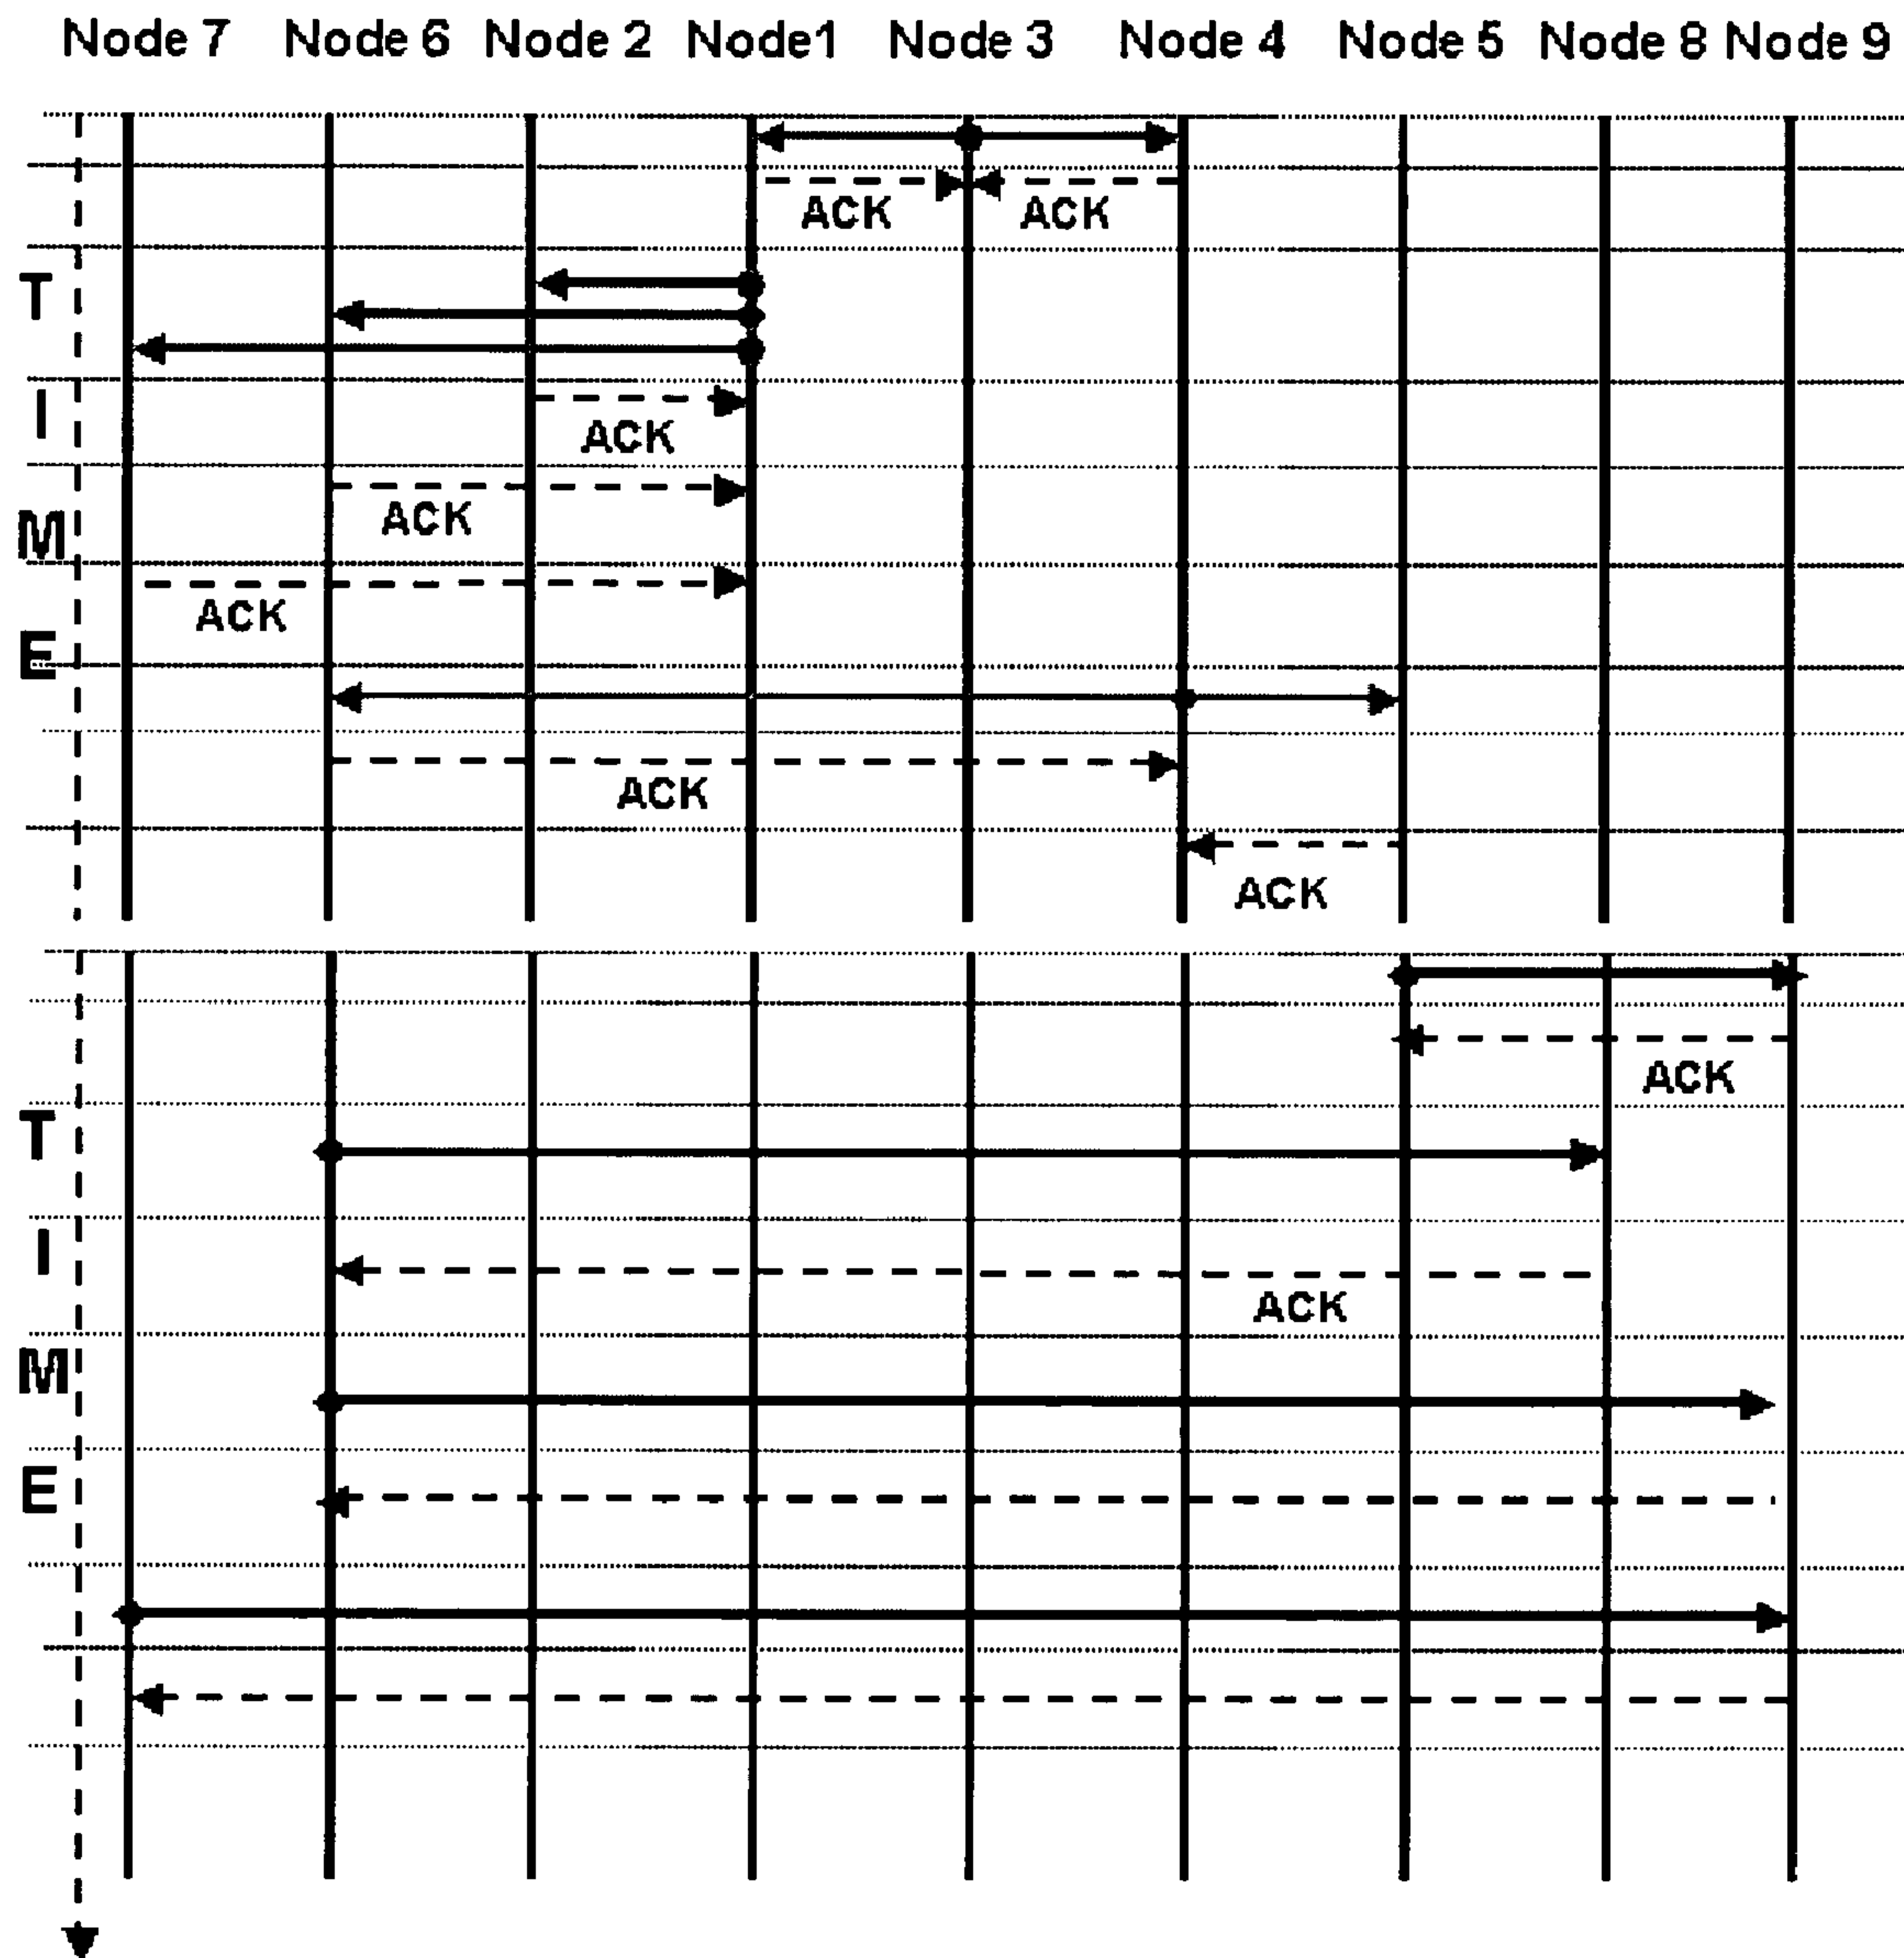 Node 7 Node 6 Node 2 Node1 Node 3 Node 4 Node 5 Node 8 Node 9
ACK ACK
T
I
ACK
M
ACK
ACK
E
ACK
ACK
ACK
T
I
ACK
M
E